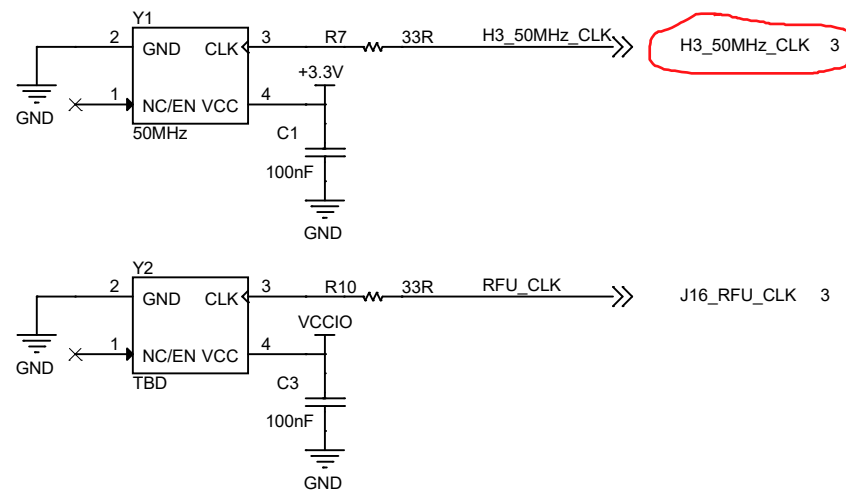 Y1
2 GND CLK 3 R7 33R H3_50MHz_CLK H3_50MHz_CLK 3
+3.3V
1 NC/EN VCC 4
GND
50MHz C1
100nF
GND
Y2
2 GND CLK 3 R10 33R RFU_CLK J16_RFU_CLK 3
VCCIO
1 NC/EN VCC 4
GND
TBD C3
100nF
GND